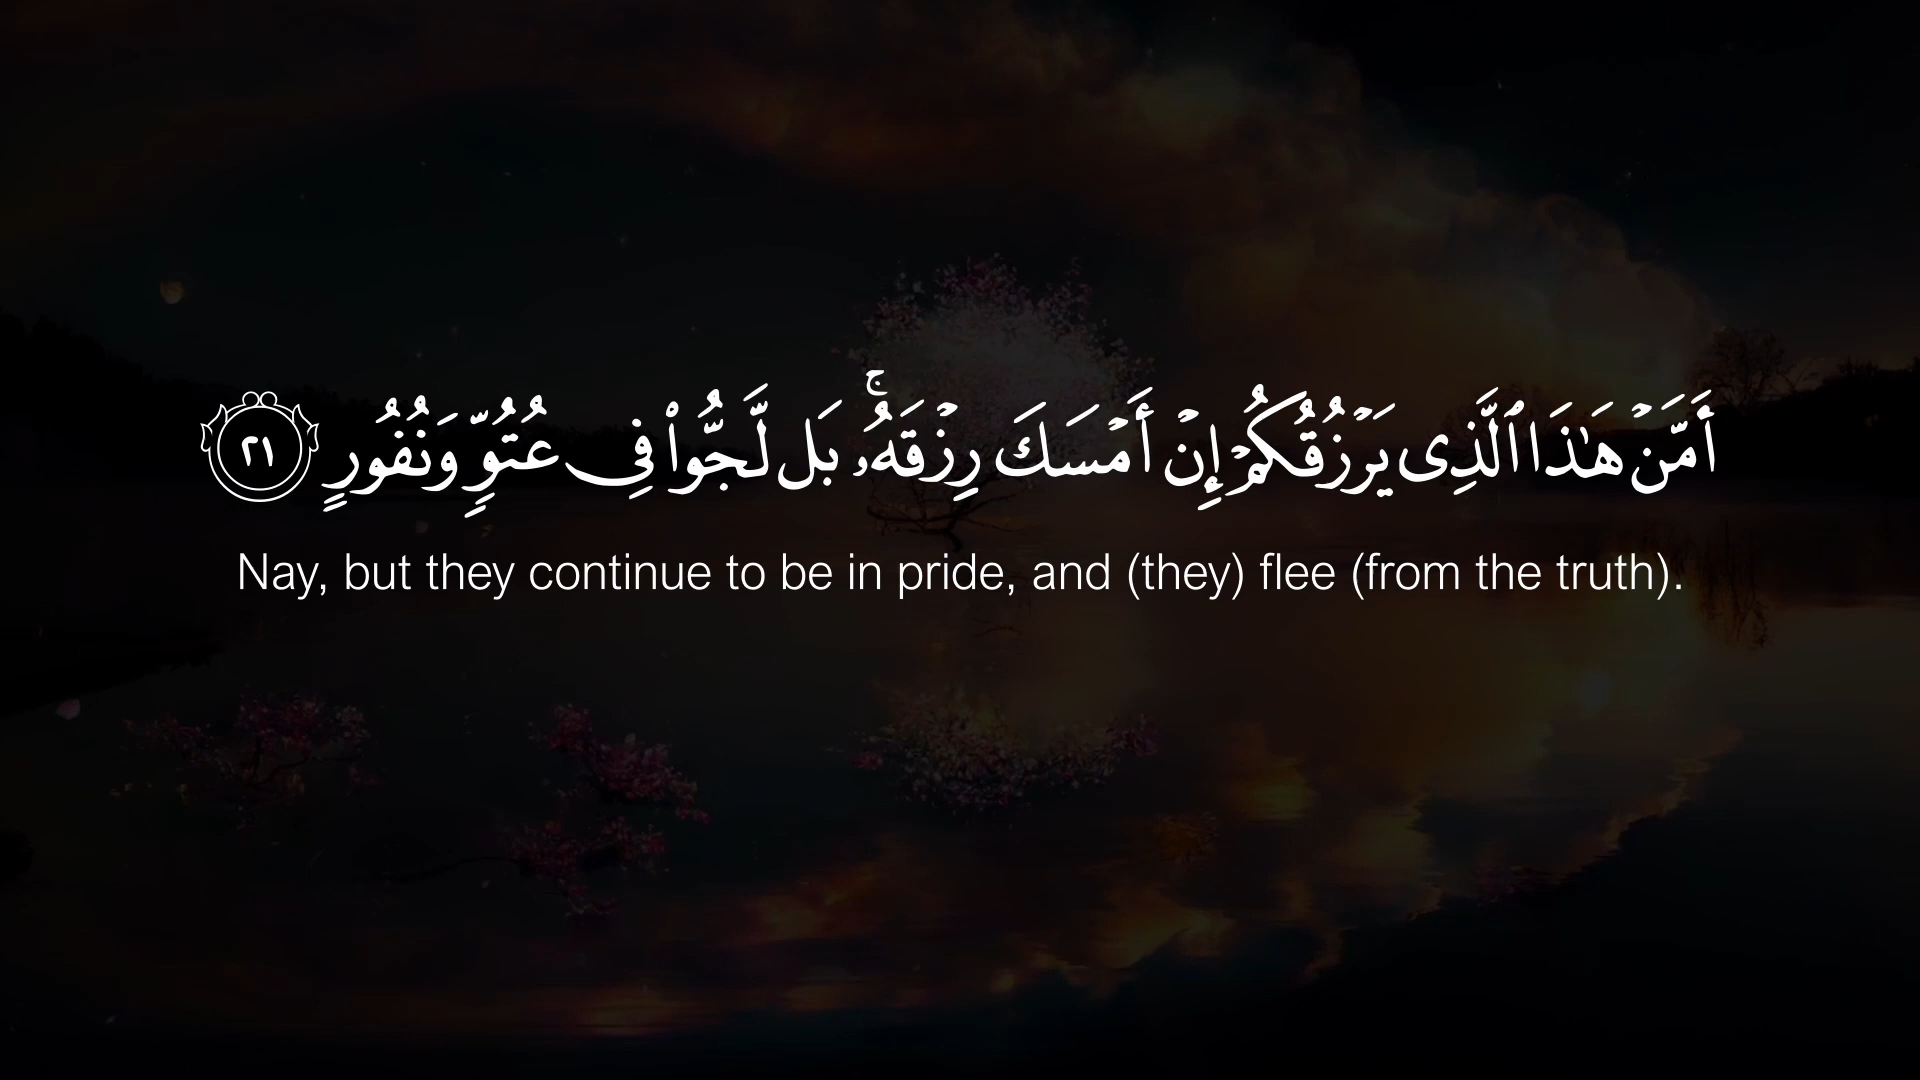 أَمَّنۡ هَٰذَا ٱلَّذِى يَرۡزُقُكُمۡ إِنۡ أَمۡسَكَ رِزۡقَهُۥۚ بَل لَّجُّوا۟ فِى عُتُوٍّ وَنُفُورٍ ٢١
Nay, but they continue to be in pride, and (they) flee (from the truth).